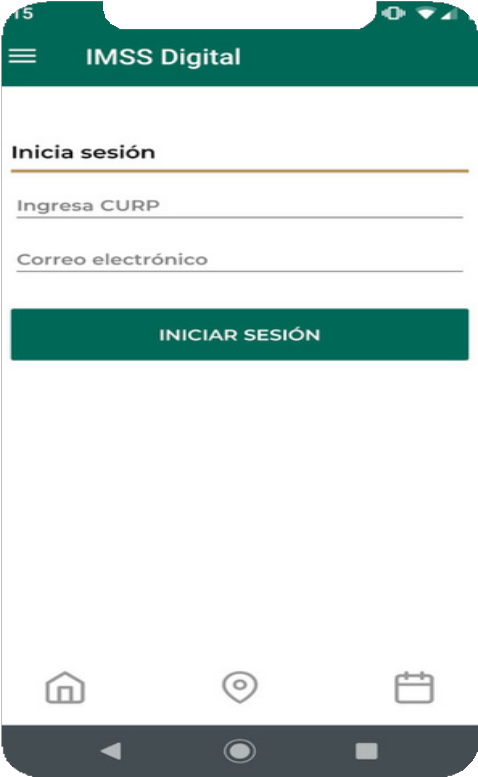 15
IMSS Digital
Inicia sesión
Ingresa CURP
Correo electrónico
INICIAR SESIÓN